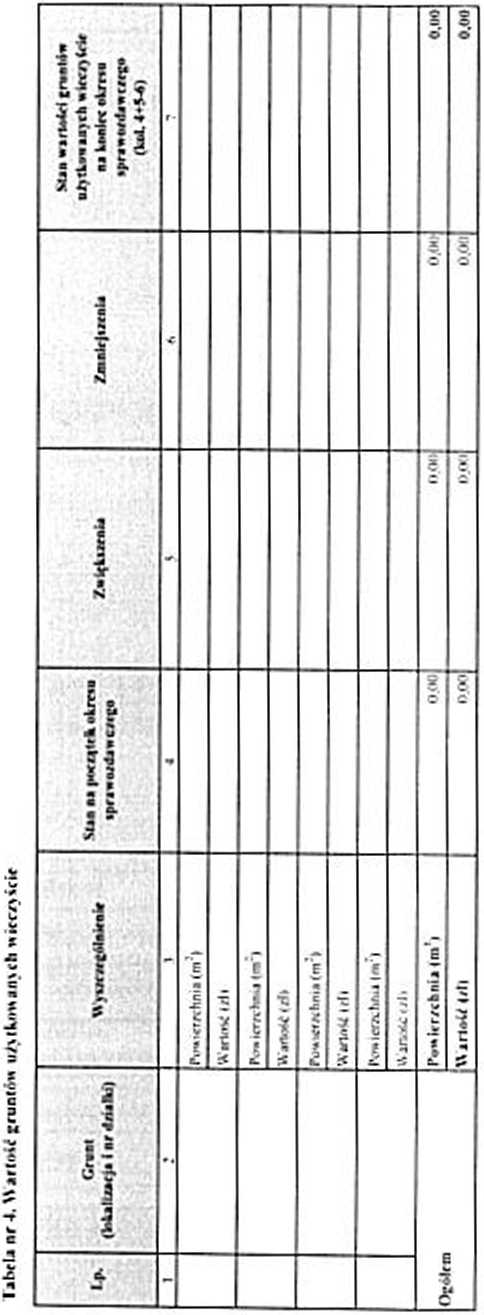 Tabela nr 4. Wartość gruntów użytkowanych wieczyście
Lp.
Grunt
(lokalizacja i nr działki)
Wyszczególnienie
Stan na początek okresu
sprawozdawczego
Zwiększenia
Zmniejszenia
Stan wartości gruntów
użytkowanych wieczyście
na koniec okresu
sprawozdawczego
(kol. 4+5-6)
1 2 3 4 5 6 7
Powierzchnia (m²)
Wartość (zł)
Powierzchnia (m²)
Wartość (zł)
Powierzchnia (m²)
Wartość (zł)
Powierzchnia (m²)
Wartość (zł)
Ogółem
Powierzchnia (m²) 0,00 0,00 0,00 0,00
Wartość (zł) 0,00 0,00 0,00 0,00